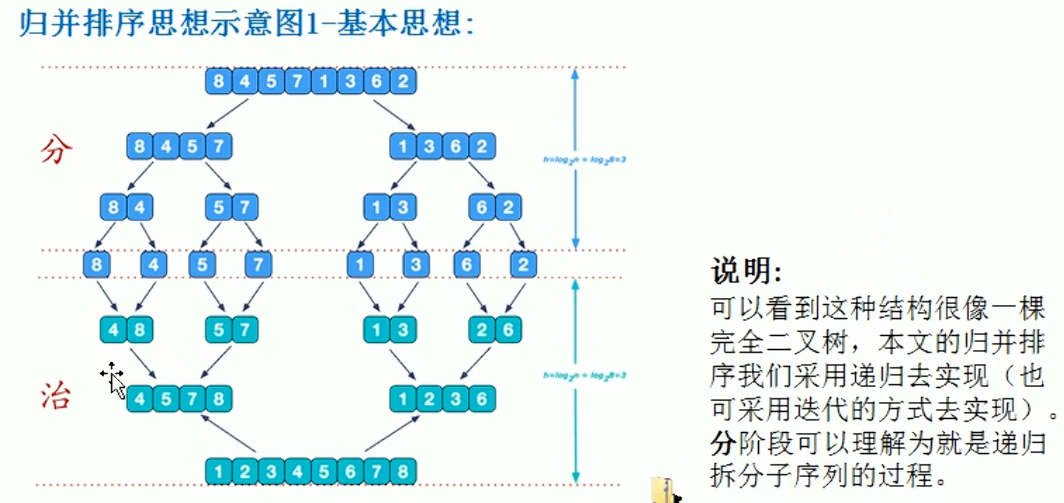 归并排序思想示意图1-基本思想:
8 4 5 7 1 3 6 2
分
8 4 5 7 1 3 6 2
h=log₂n = log₂8=3
8 4 5 7 1 3 6 2
8 4 5 7 1 3 6 2
4 8 5 7 1 3 2 6
h=log₂n = log₂8=3
治
4 5 7 8 1 2 3 6
1 2 3 4 5 6 7 8
说明:
可以看到这种结构很像一棵
完全二叉树，本文的归并排
序我们采用递归去实现（也
可采用迭代的方式去实现）。
分阶段可以理解为就是递归
拆分子序列的过程。